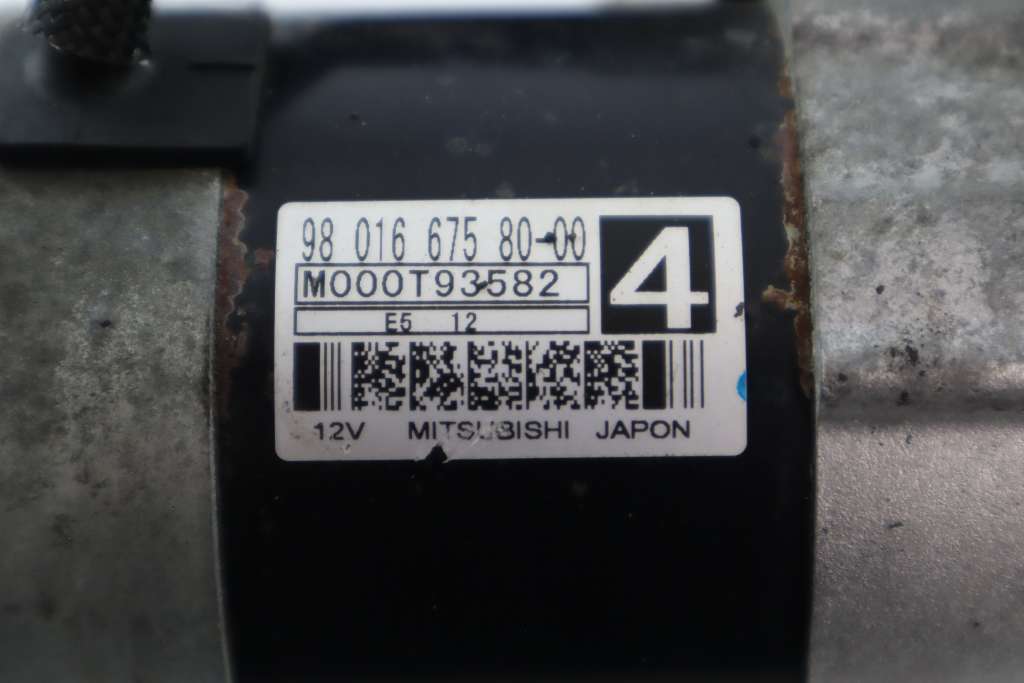 98 016 675 80-00
4
M000T93582
E5 12
12V MITSUBISHI JAPON